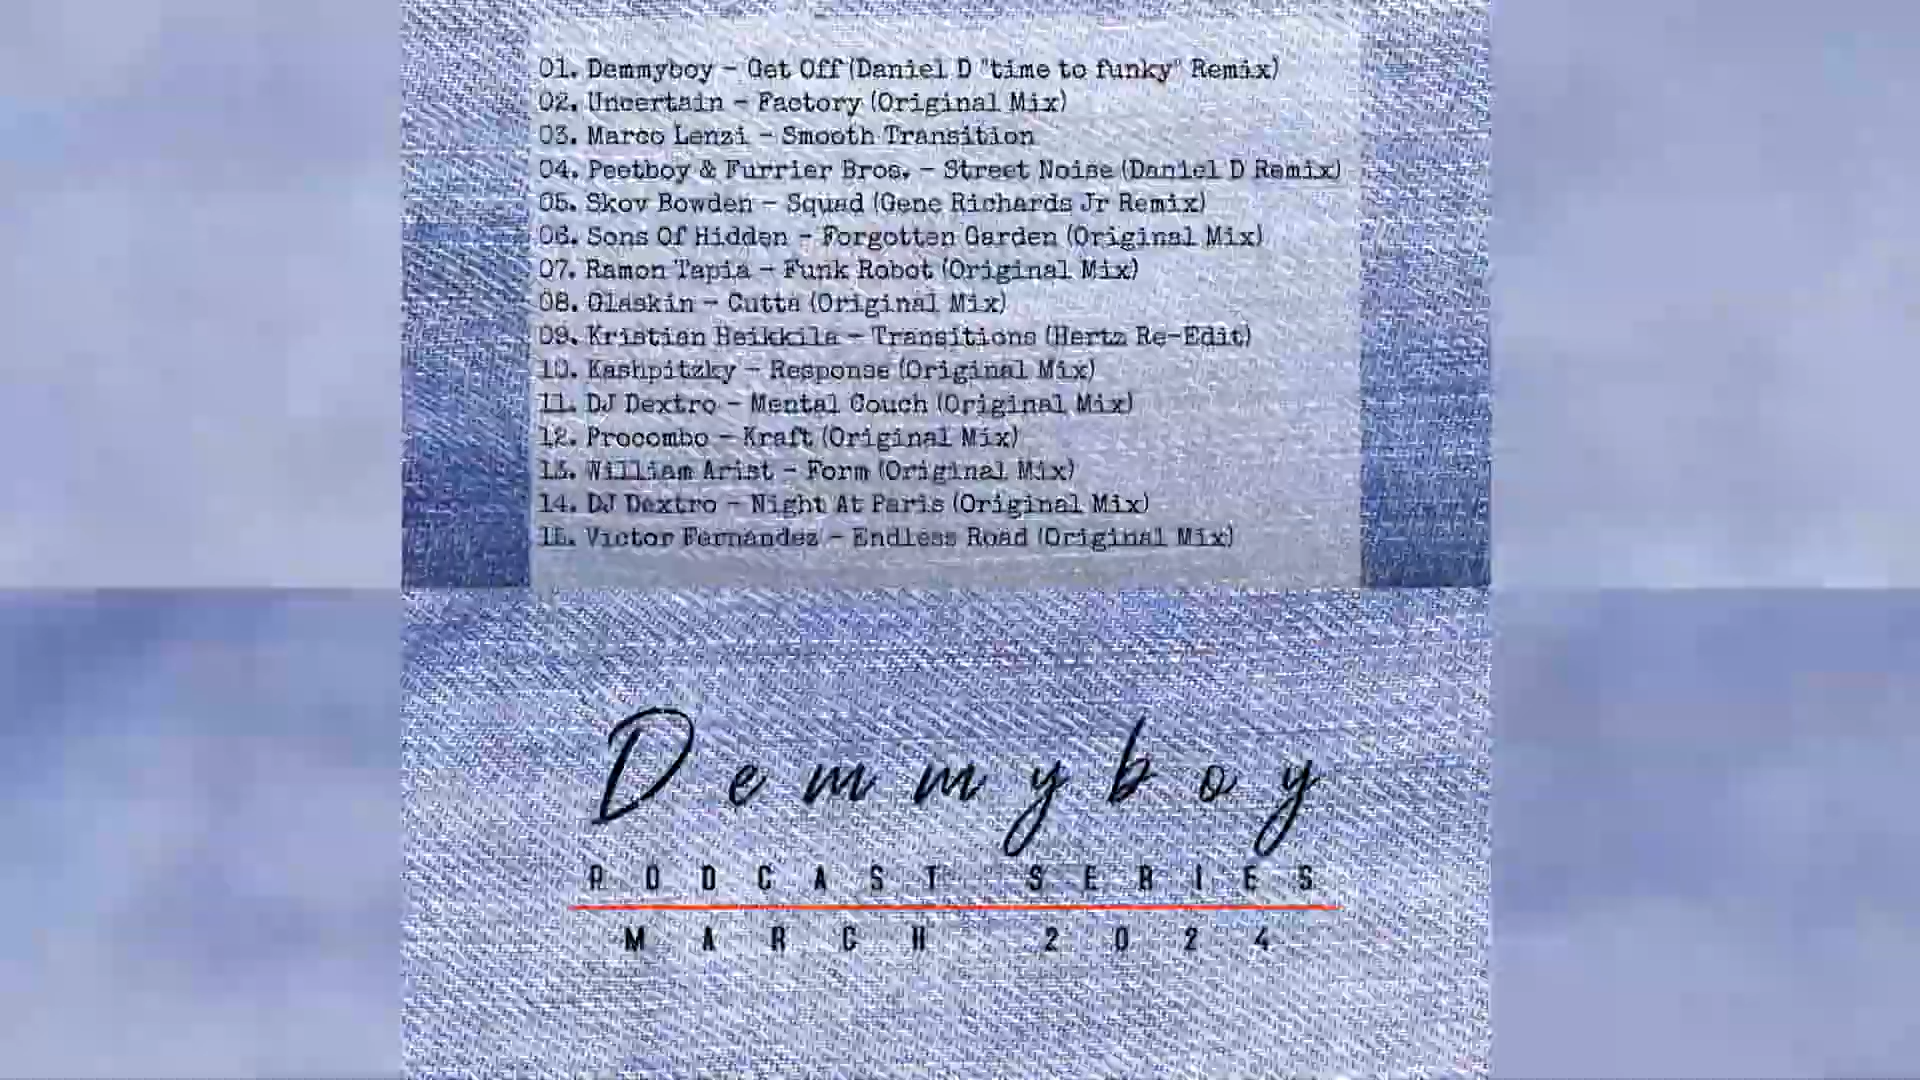 01. Demmyboy - Get Off (Daniel D "time to funky" Remix)
02. Uncertain - Factory (Original Mix)
03. Marco Lenzi - Smooth Transition
04. Peetboy & Furrier Bros. - Street Noise (Daniel D Remix)
05. Skov Bowden - Squad (Gene Richards Jr Remix)
06. Sons Of Hidden - Forgotten Garden (Original Mix)
07. Ramon Tapia - Funk Robot (Original Mix)
08. Glaskin - Cutta (Original Mix)
09. Kristian Heikkila - Transitions (Hertz Re-Edit)
10. Kashpitzky - Response (Original Mix)
11. DJ Dextro - Mental Couch (Original Mix)
12. Procombo - Kraft (Original Mix)
13. William Arist - Form (Original Mix)
14. DJ Dextro - Night At Paris (Original Mix)
15. Victor Fernandez - Endless Road (Original Mix)
Demmyboy
PODCAST SERIES
MARCH 2024